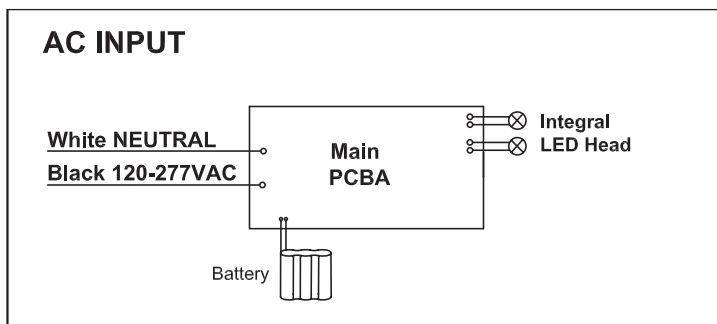 AC INPUT
White NEUTRAL
Black 120-277VAC
Main
PCBA
Integral
LED Head
Battery